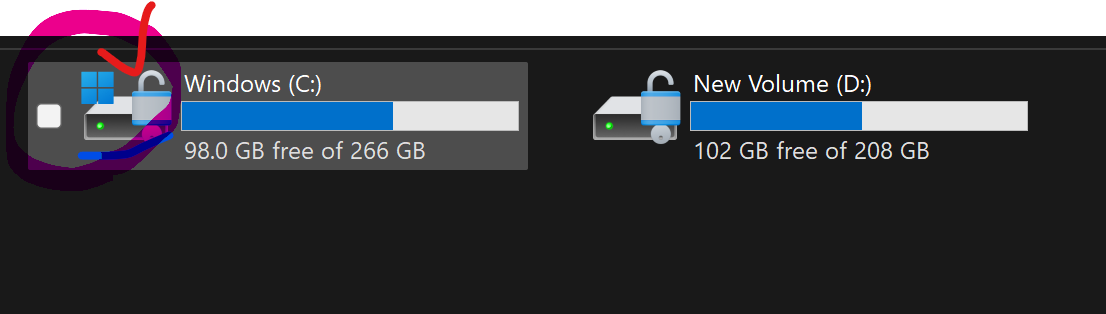 Windows (C:)
98.0 GB free of 266 GB
New Volume (D:)
102 GB free of 208 GB